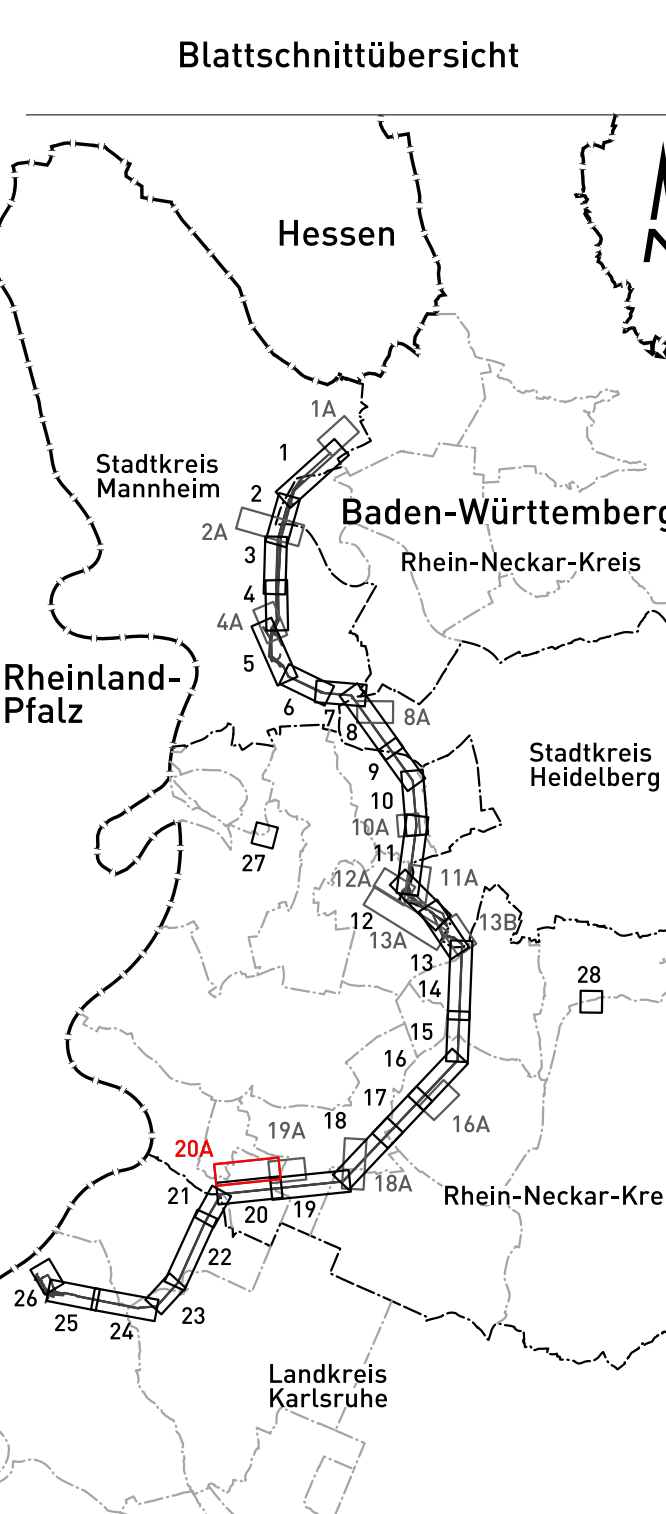 Blattschnittübersicht
Hessen
N
1A
1
Stadtkreis
Mannheim
2
2A
Baden-Württemberg
3
Rhein-Neckar-Kreis
4
4A
5
Rheinland-
Pfalz
6
7
8
8A
Stadtkreis
Heidelberg
9
10
10A
27
11
12A
11A
12
13A
13B
13
28
14
15
16
17
18
16A
19A
20A
18A
21
20
19
Rhein-Neckar-Kre
22
26
25
24
23
Landkreis
Karlsruhe